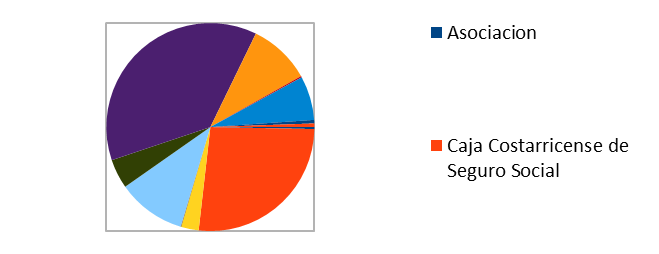 Asociacion
Caja Costarricense de
Seguro Social